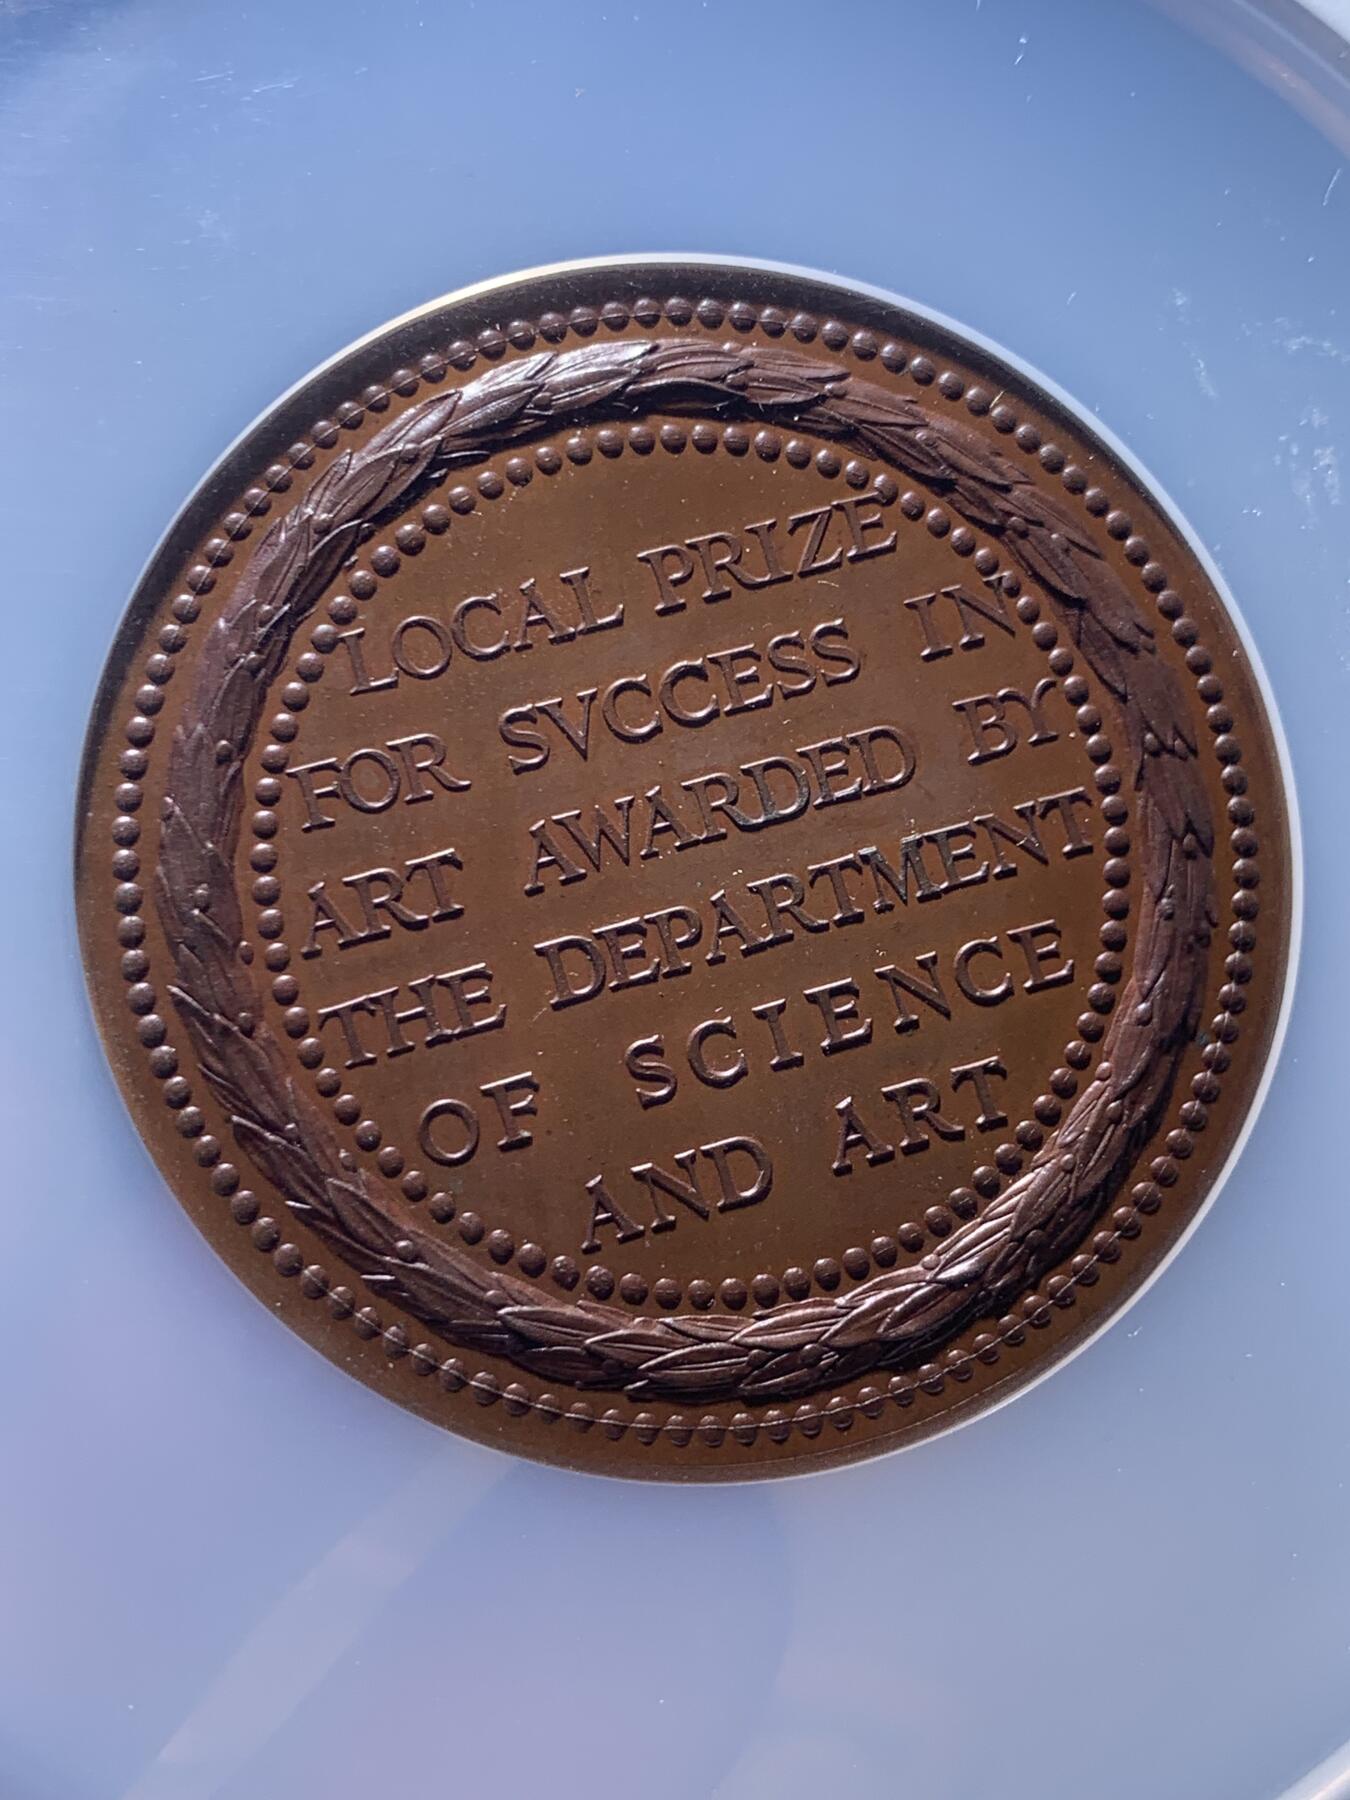 LOCAL PRIZE
FOR SVCCESS IN
ART AWARDED BY
THE DEPARTMENT
OF SCIENCE
AND ART